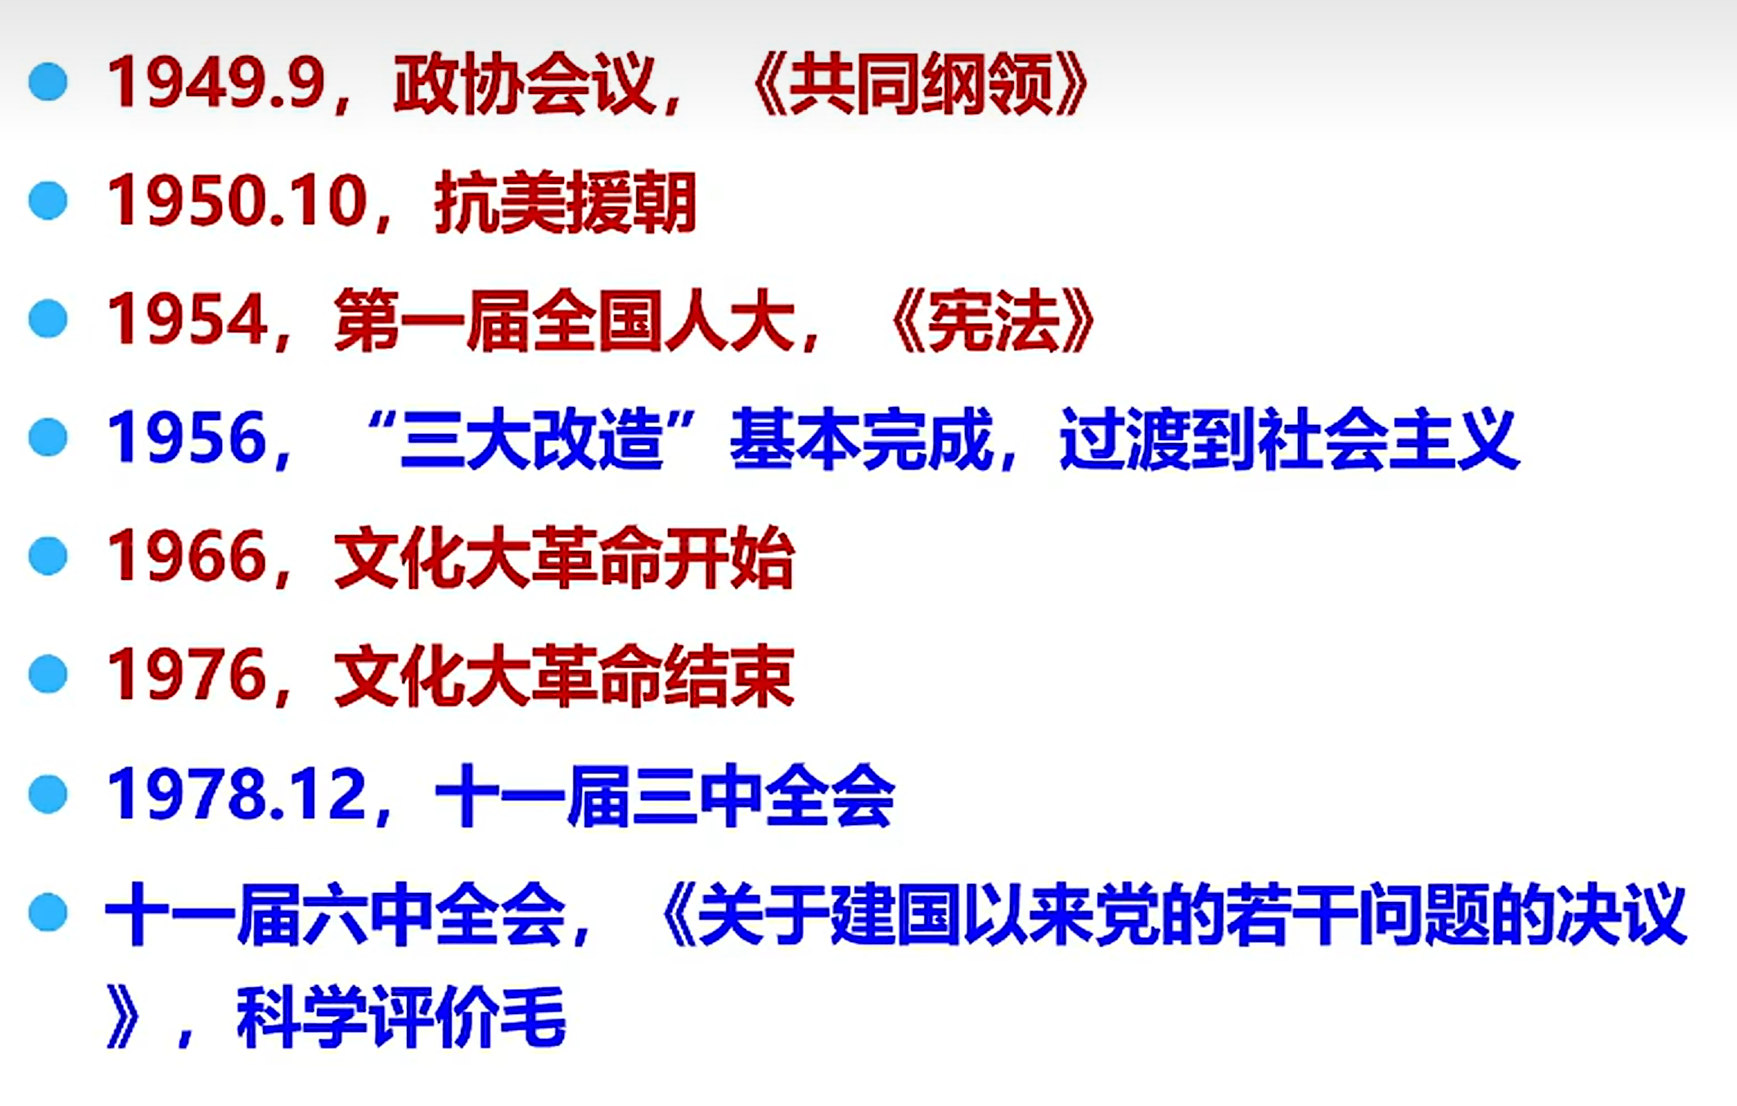 1949.9，政协会议，《共同纲领》
1950.10，抗美援朝
1954，第一届全国人大，《宪法》
1956，“三大改造”基本完成，过渡到社会主义
1966，文化大革命开始
1976，文化大革命结束
1978.12，十一届三中全会
十一届六中全会，《关于建国以来党的若干问题的决议
》，科学评价毛